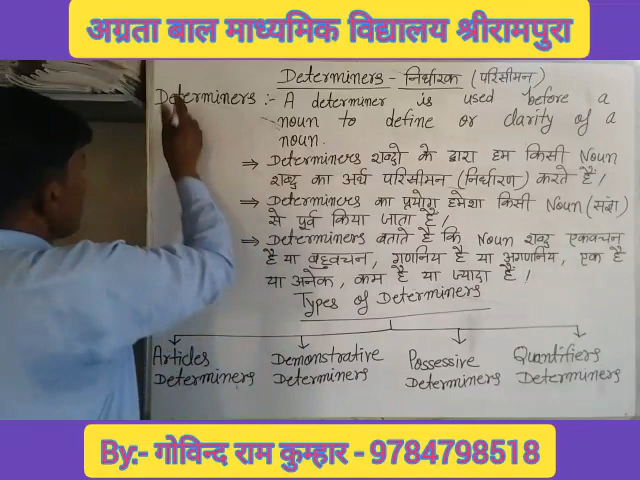 अग्रता बाल माध्यमिक विद्यालय श्रीरामपुरा
Determiners - निर्धारक (परिसीमन)
Determiners :- A determiner is used before a
noun to define or clarity of a
noun.
⇒ Determiners शब्दो के द्वारा हम किसी Noun
शब्द का अर्थ परिसीमन (निर्धारण) करते हैं।
⇒ Determiners का प्रयोग हमेशा किसी Noun (संज्ञा)
से पूर्व किया जाता है।
⇒ Determiners बताते है कि Noun शब्द एकवचन
है या बहुवचन, गणनिय है या अगणनिय, एक है
या अनेक, कम है या ज्यादा है।
Types of Determiners
Articles Determiners
Demonstrative Determiners
Possessive Determiners
Quantifiers Determiners
By:- गोविन्द राम कुम्हार - 9784798518